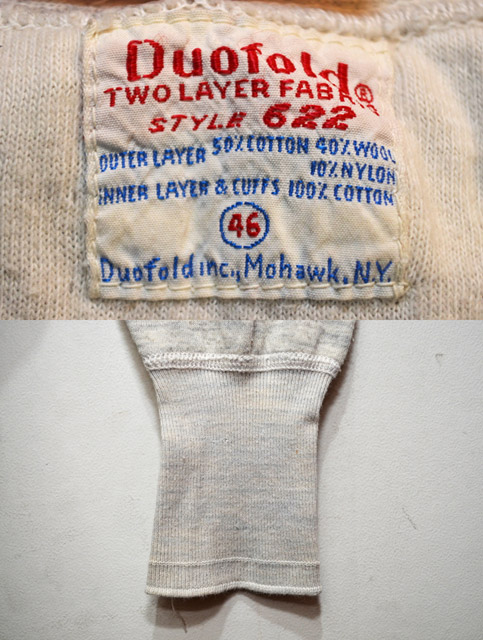 Duofold®
TWO LAYER FABRIC
STYLE 622
OUTER LAYER 50% COTTON 40% WOOL
10% NYLON
INNER LAYER & CUFFS 100% COTTON
46
Duofold inc., Mohawk, N.Y.